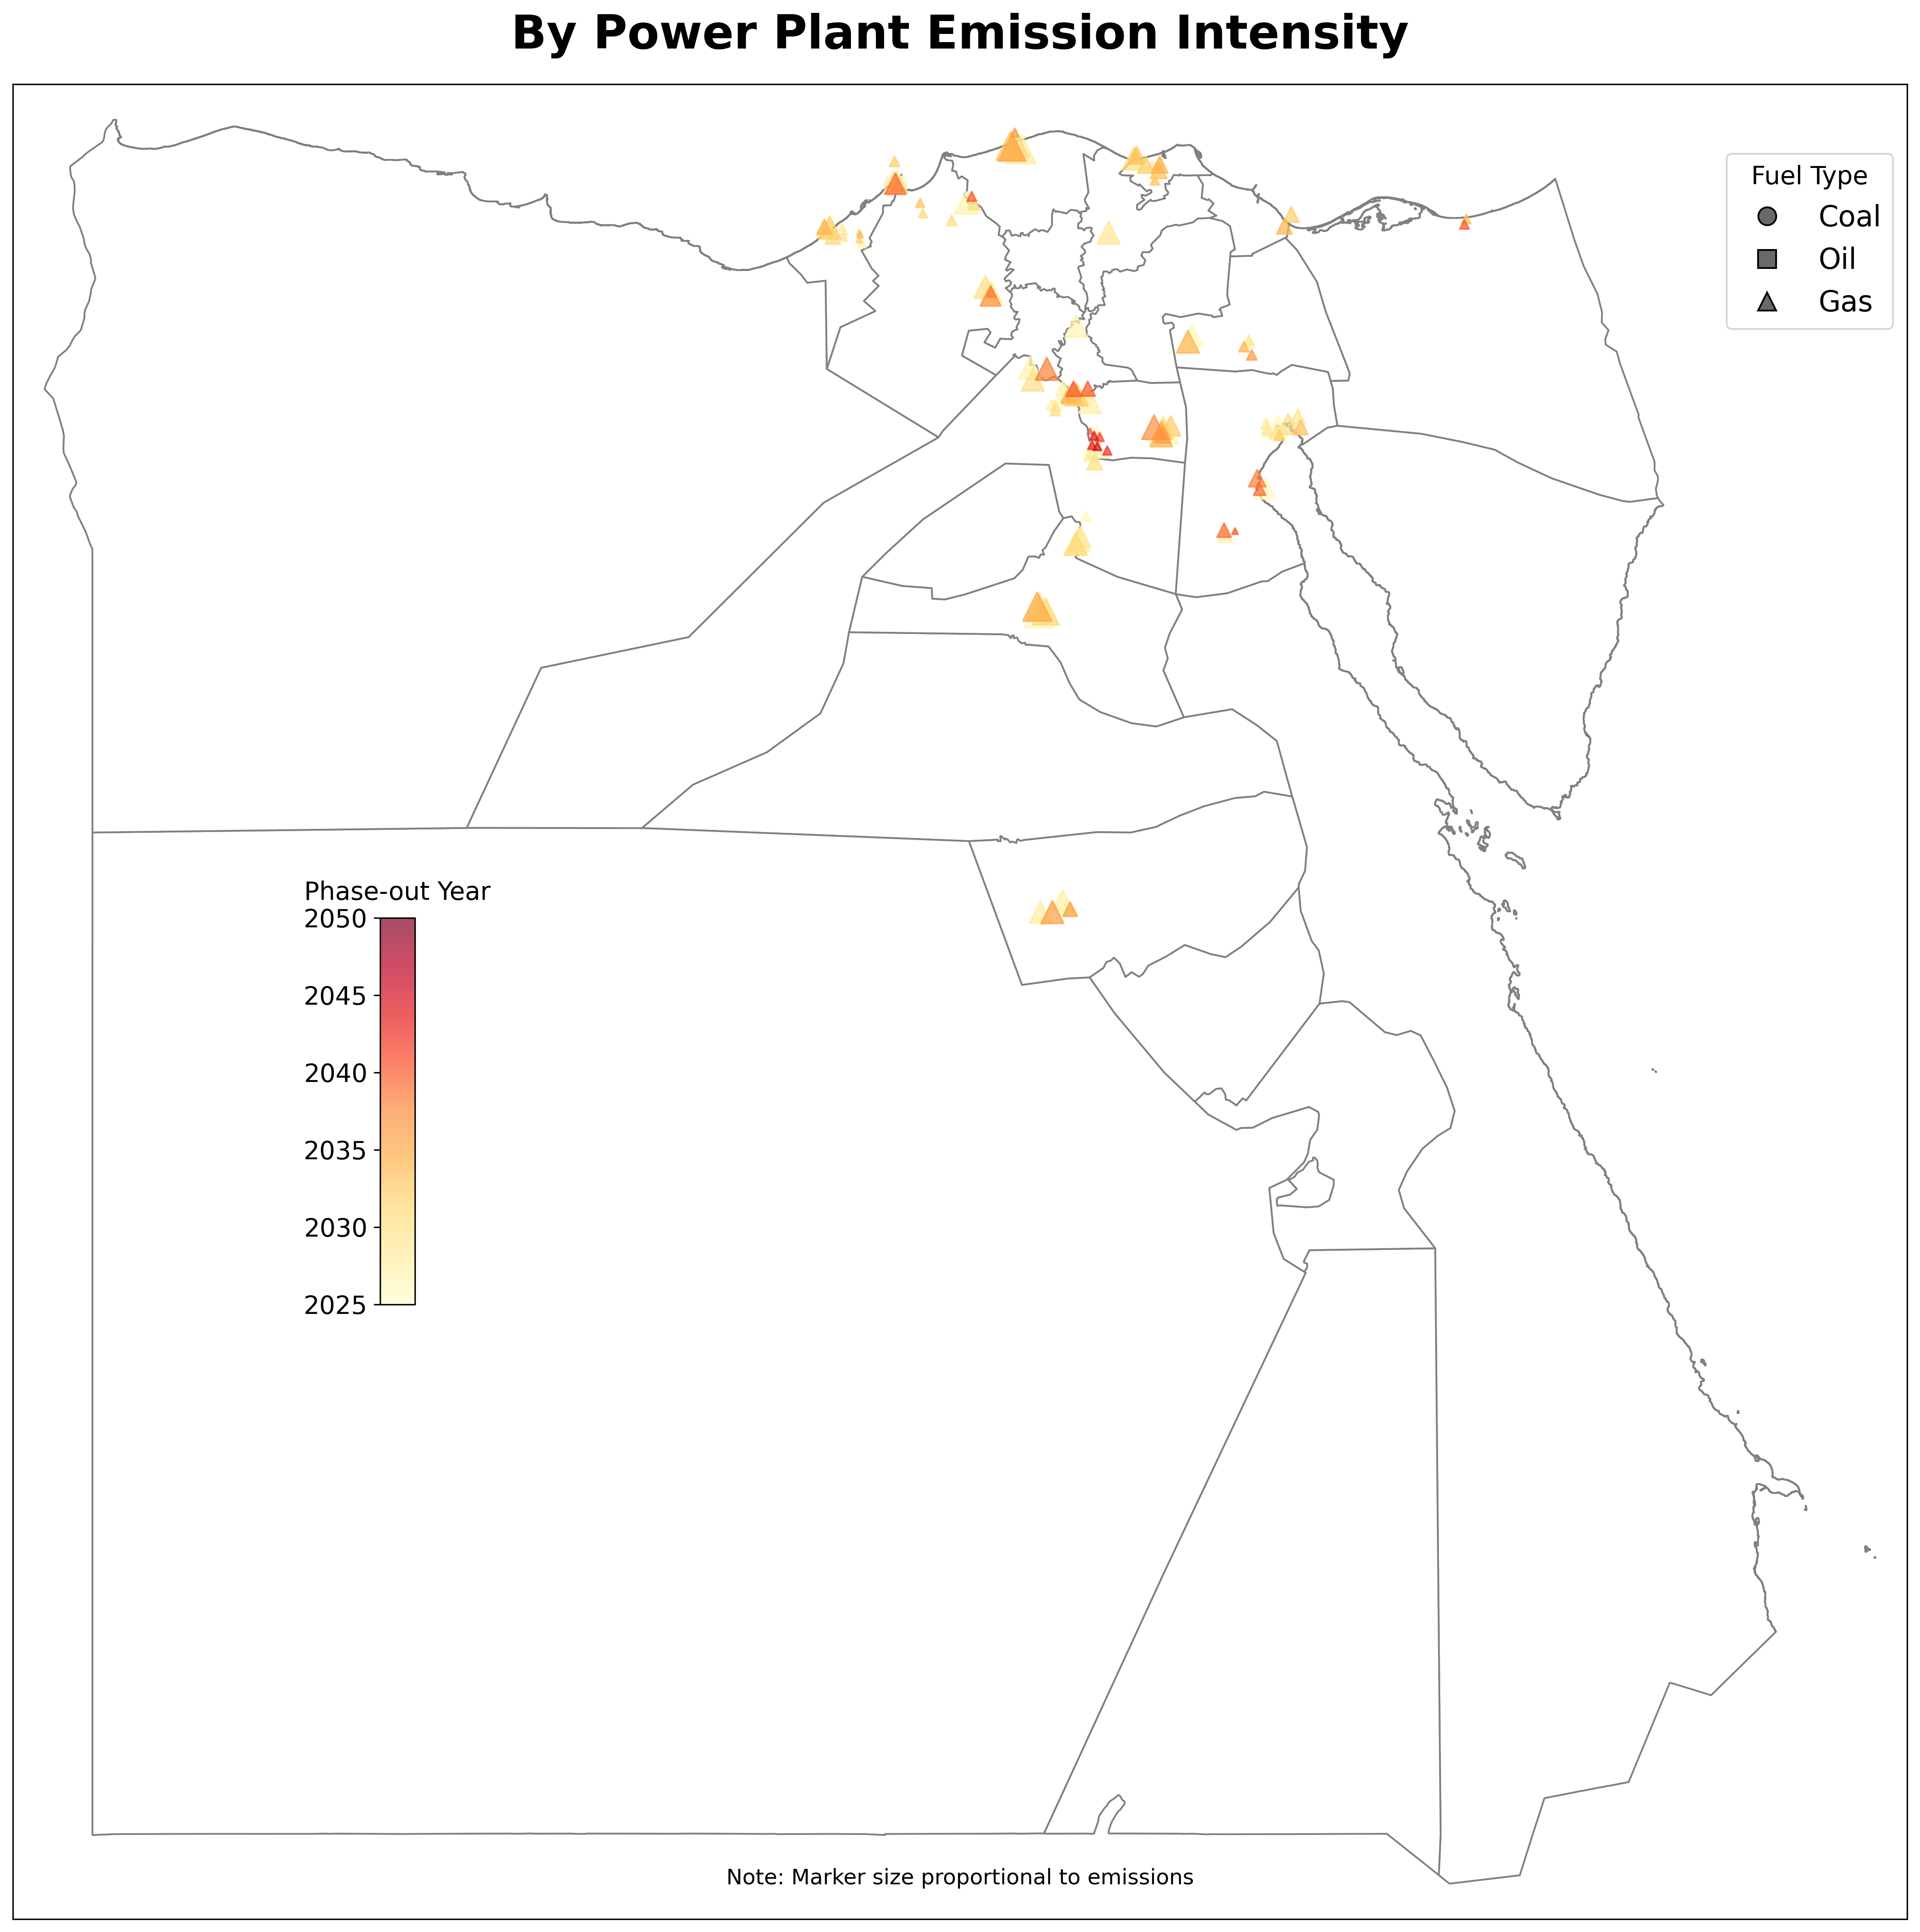 By Power Plant Emission Intensity
Fuel Type
Coal
Oil
Gas
Phase-out Year
2050
2045
2040
2035
2030
2025
Note: Marker size proportional to emissions